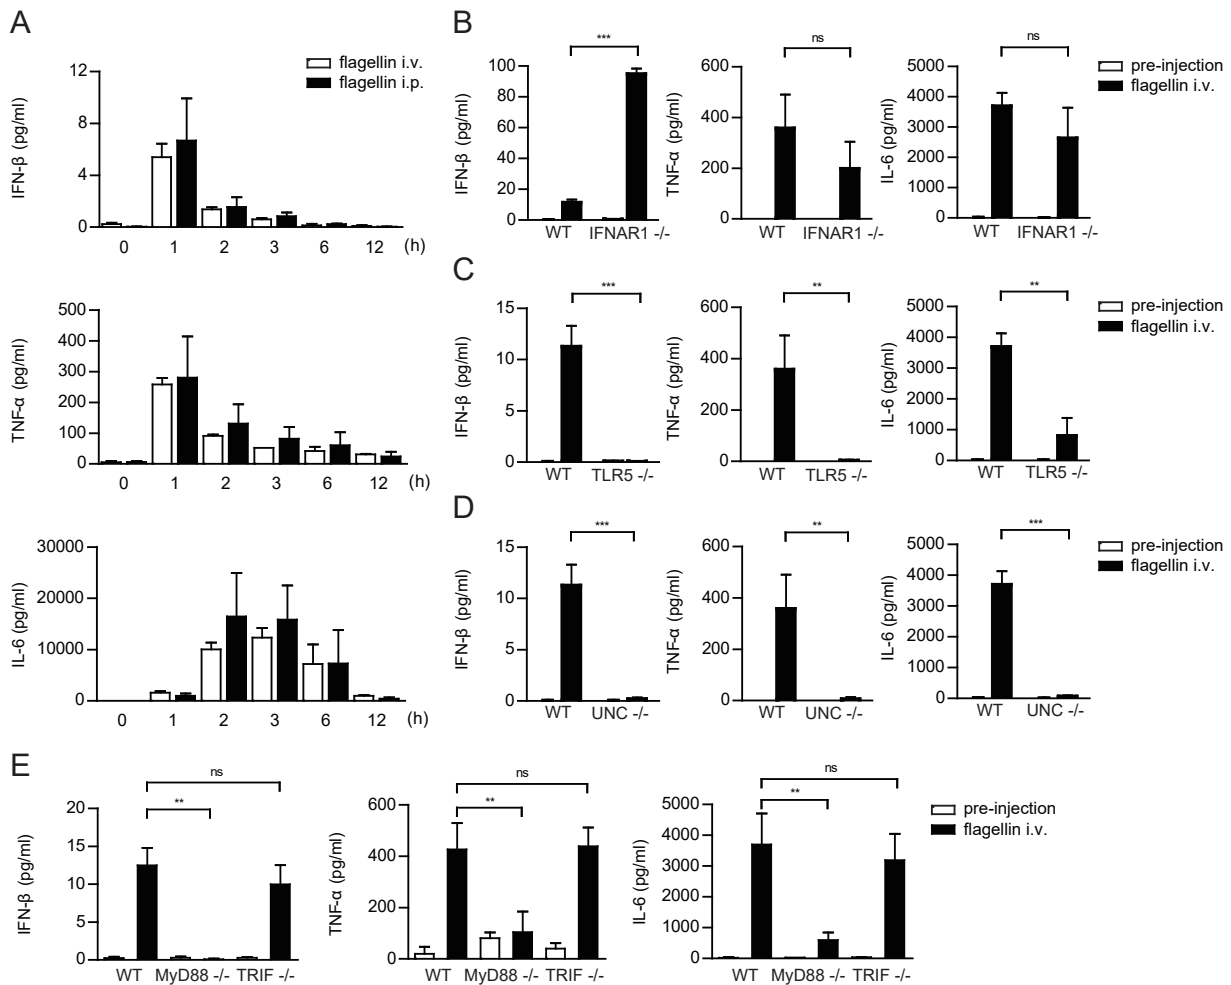 A
flagellin i.v.
flagellin i.p.
IFN-β (pg/ml)
12
8
4
0
0 1 2 3 6 12 (h)
TNF-α (pg/ml)
500
400
300
200
100
0
0 1 2 3 6 12 (h)
IL-6 (pg/ml)
30000
20000
10000
0
0 1 2 3 6 12 (h)
B
***
IFN-β (pg/ml)
100
80
60
40
20
0
WT IFNAR1 -/-
ns
TNF-α (pg/ml)
600
400
200
0
WT IFNAR1 -/-
ns
IL-6 (pg/ml)
5000
4000
3000
2000
1000
0
WT IFNAR1 -/-
pre-injection
flagellin i.v.
C
***
IFN-β (pg/ml)
15
10
5
0
WT TLR5 -/-
**
TNF-α (pg/ml)
600
400
200
0
WT TLR5 -/-
**
IL-6 (pg/ml)
5000
4000
3000
2000
1000
0
WT TLR5 -/-
pre-injection
flagellin i.v.
D
***
IFN-β (pg/ml)
15
10
5
0
WT UNC -/-
**
TNF-α (pg/ml)
600
400
200
0
WT UNC -/-
***
IL-6 (pg/ml)
5000
4000
3000
2000
1000
0
WT UNC -/-
pre-injection
flagellin i.v.
E
ns
**
IFN-β (pg/ml)
20
15
10
5
0
WT MyD88 -/- TRIF -/-
ns
**
TNF-α (pg/ml)
600
400
200
0
WT MyD88 -/- TRIF -/-
ns
**
IL-6 (pg/ml)
5000
4000
3000
2000
1000
0
WT MyD88 -/- TRIF -/-
pre-injection
flagellin i.v.